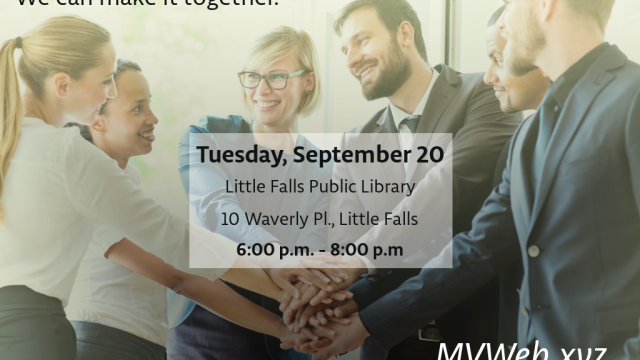 We can make it together.
Tuesday, September 20
Little Falls Public Library
10 Waverly Pl., Little Falls
6:00 p.m. - 8:00 p.m
MVWeb.xyz